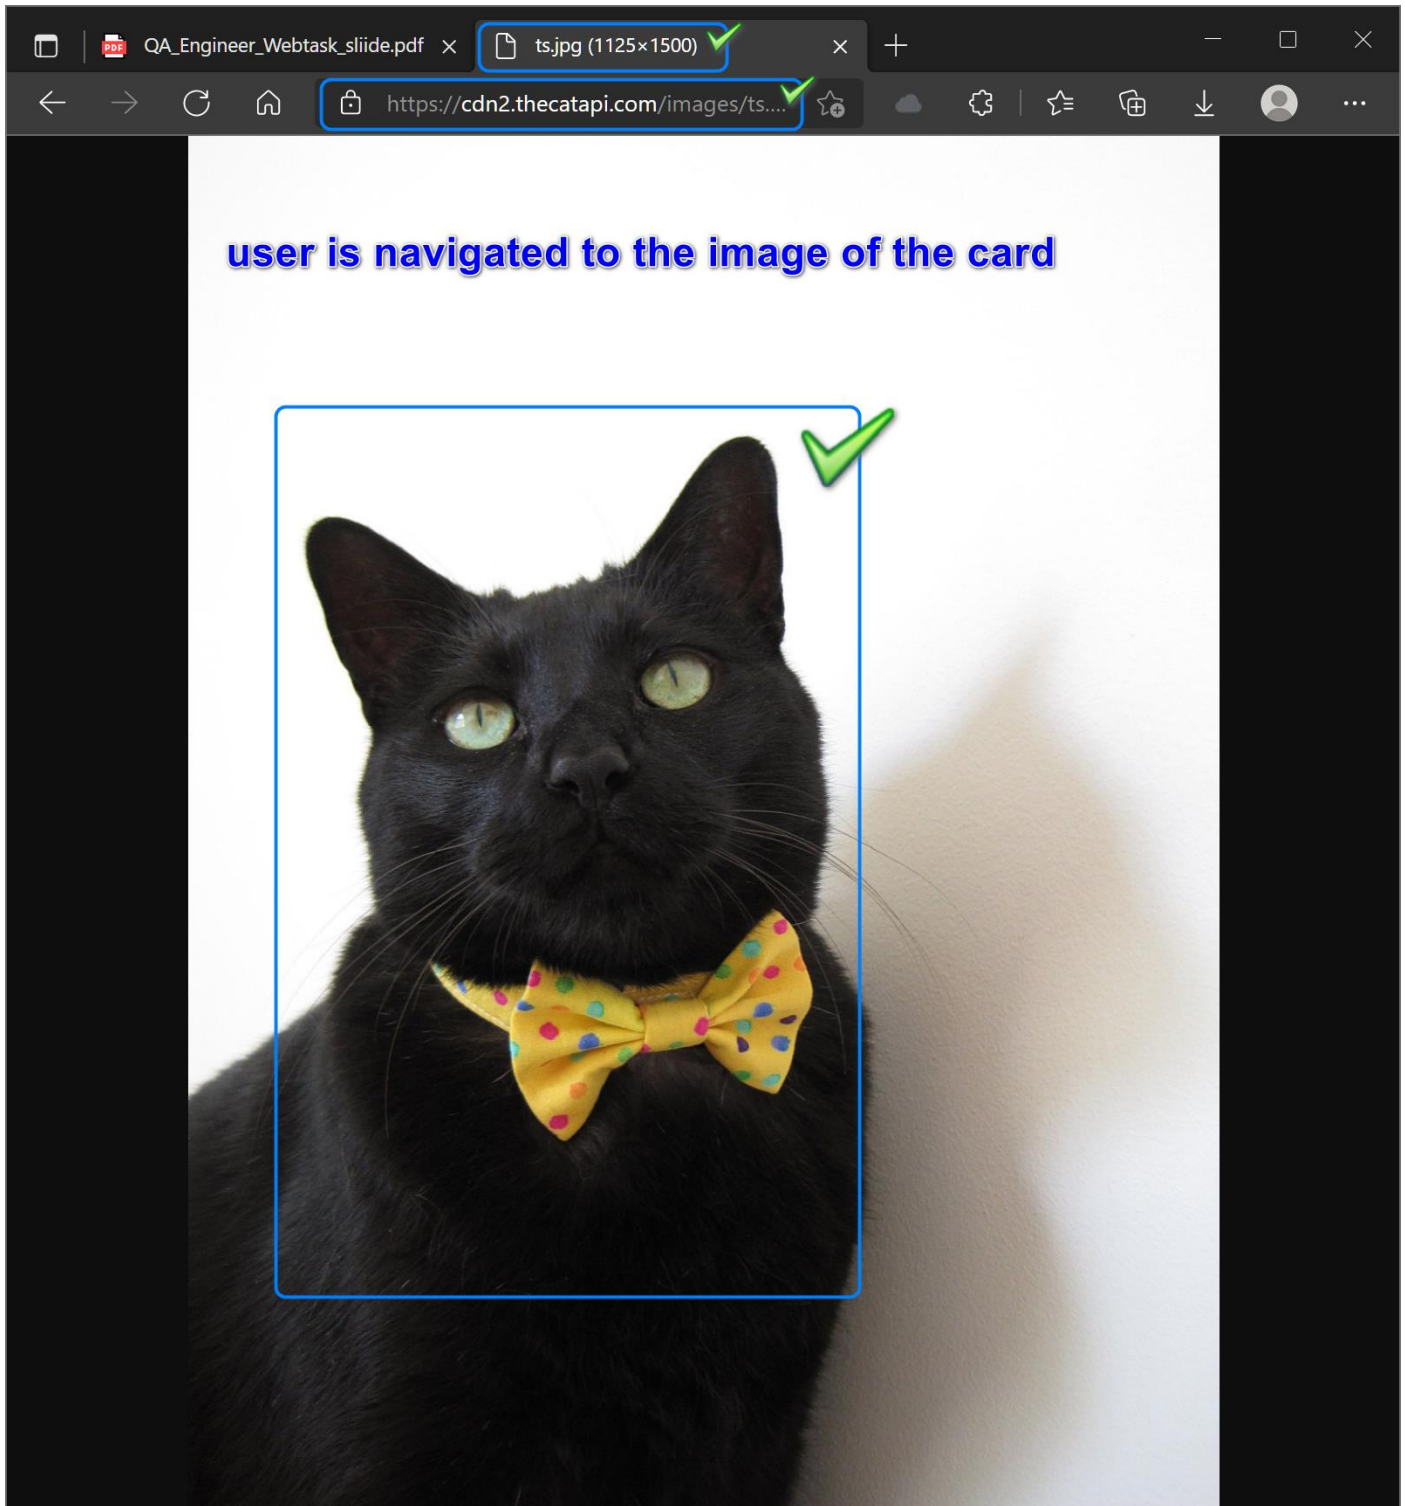 PDF
QA_Engineer_Webtask_sliide.pdf
ts.jpg (1125×1500)
https://cdn2.thecatapi.com/images/ts....
user is navigated to the image of the card